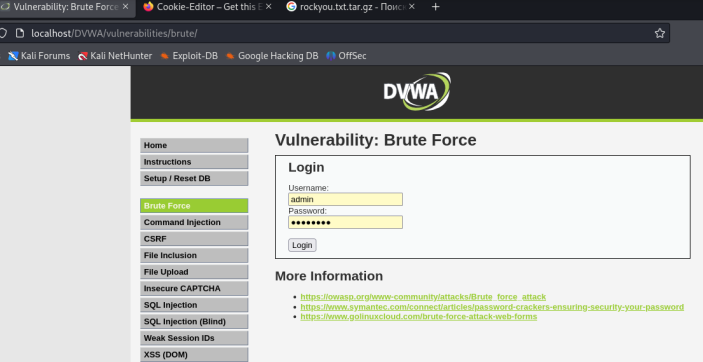 Vulnerability: Brute Force
Cookie-Editor – Get this E
rockyou.txt.tar.gz - Поиск
localhost/DVWA/vulnerabilities/brute/
Kali Forums Kali NetHunter Exploit-DB Google Hacking DB OffSec
DVWA
Vulnerability: Brute Force
Home
Instructions
Setup / Reset DB
Brute Force
Command Injection
CSRF
File Inclusion
File Upload
Insecure CAPTCHA
SQL Injection
SQL Injection (Blind)
Weak Session IDs
XSS (DOM)
Login
Username:
admin
Password:
●●●●●●●●
Login
More Information
https://owasp.org/www-community/attacks/Brute_force_attack
https://www.symantec.com/connect/articles/password-crackers-ensuring-security-your-password
https://www.golinuxcloud.com/brute-force-attack-web-forms